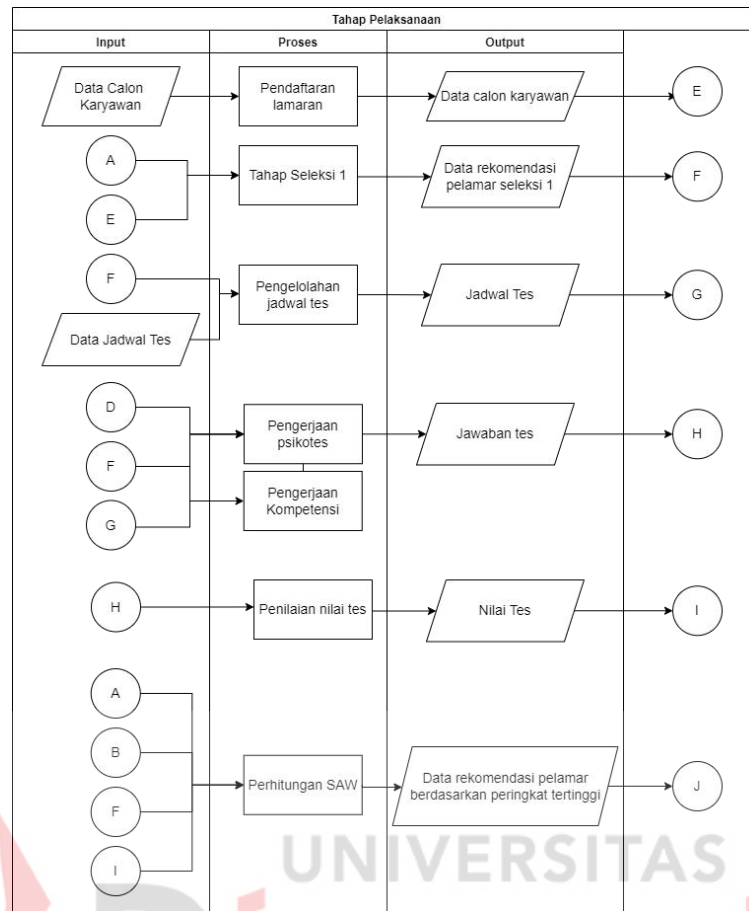 Tahap Pelaksanaan
Input
Proses
Output
Data Calon
Karyawan
Pendaftaran
lamaran
Data calon karyawan
E
A
E
Tahap Seleksi 1
Data rekomendasi
pelamar seleksi 1
F
F
Data Jadwal Tes
Pengelolahan
jadwal tes
Jadwal Tes
G
D
F
G
Pengerjaan
psikotes
Pengerjaan
Kompetensi
Jawaban tes
H
H
Penilaian nilai tes
Nilai Tes
I
A
B
F
I
Perhitungan SAW
Data rekomendasi pelamar
berdasarkan peringkat tertinggi
J
UNIVERSITAS